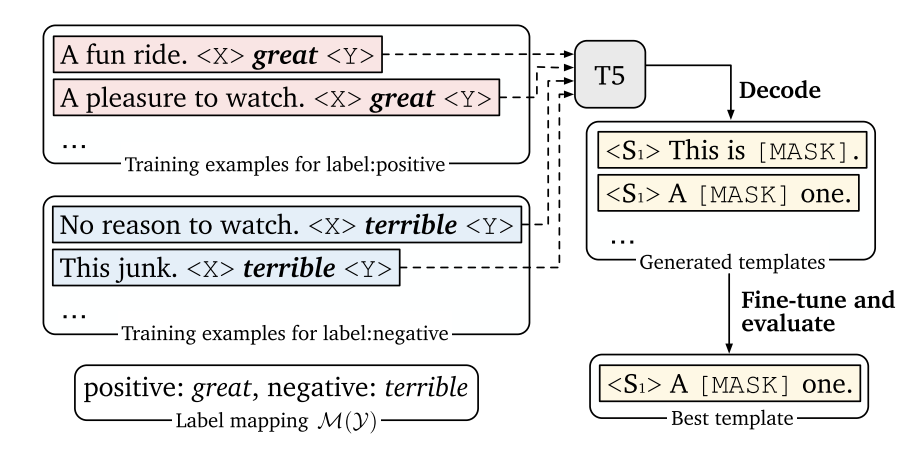 A fun ride. <X> great <Y>
A pleasure to watch. <X> great <Y>
...
Training examples for label:positive
No reason to watch. <X> terrible <Y>
This junk. <X> terrible <Y>
...
Training examples for label:negative
positive: great, negative: terrible
Label mapping ℳ(𝒴)
T5
Decode
<S₁> This is [MASK].
<S₁> A [MASK] one.
...
Generated templates
Fine-tune and
evaluate
<S₁> A [MASK] one.
Best template